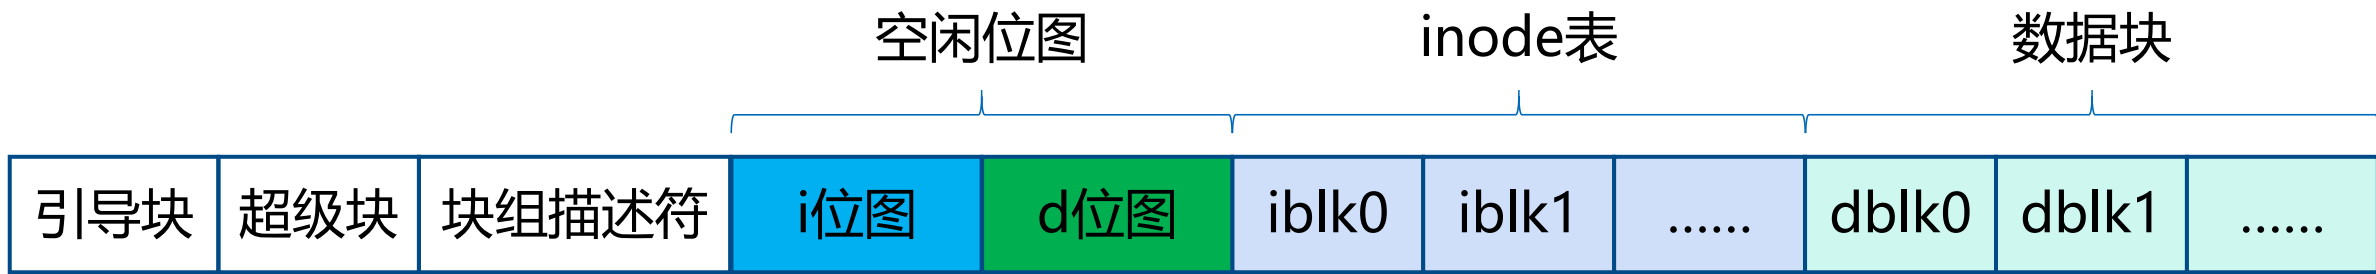 空闲位图 inode表 数据块
引导块 超级块 块组描述符 i位图 d位图 iblk0 iblk1 …… dblk0 dblk1 ……